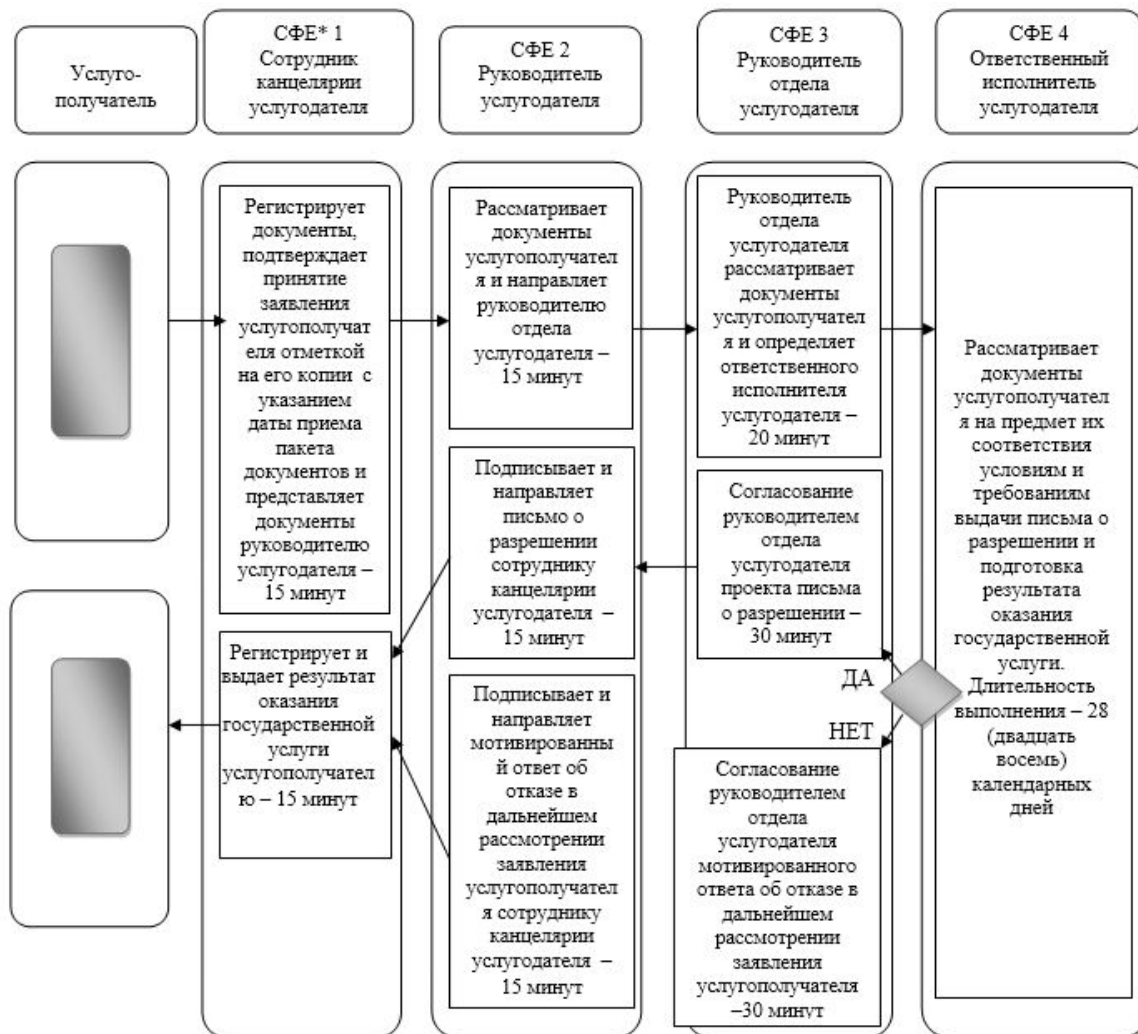 Услуго-
получатель
СФЕ* 1
Сотрудник
канцелярии
услугодателя
СФЕ 2
Руководитель
услугодателя
СФЕ 3
Руководитель
отдела
услугодателя
СФЕ 4
Ответственный
исполнитель
услугодателя
Регистрирует
документы,
подтверждает
принятие
заявления
услугополучат
еля отметкой
на его копии с
указанием
даты приема
пакета
документов и
представляет
документы
руководителю
услугодателя –
15 минут
Рассматривает
документы
услугополучател
я и направляет
руководителю
отдела
услугодателя –
15 минут
Руководитель
отдела
услугодателя
рассматривает
документы
услугополучател
я и определяет
ответственного
исполнителя
услугодателя –
20 минут
Рассматривает
документы
услугополучател
я на предмет их
соответствия
условиям и
требованиям
выдачи письма о
разрешении и
подготовка
результата
оказания
государственной
услуги.
Длительность
выполнения – 28
(двадцать
восемь)
календарных
дней
Подписывает и
направляет
письмо о
разрешении
сотруднику
канцелярии
услугодателя –
15 минут
Согласование
руководителем
отдела
услугодателя
проекта письма
о разрешении –
30 минут
ДА
НЕТ
Регистрирует и
выдает результат
оказания
государственной
услуги
услугополучател
ю – 15 минут
Подписывает и
направляет
мотивированны
й ответ об
отказе в
дальнейшем
рассмотрении
заявления
услугополучател
я сотруднику
канцелярии
услугодателя –
15 минут
Согласование
руководителем
отдела
услугодателя
мотивированного
ответа об отказе в
дальнейшем
рассмотрении
заявления
услугополучателя
–30 минут